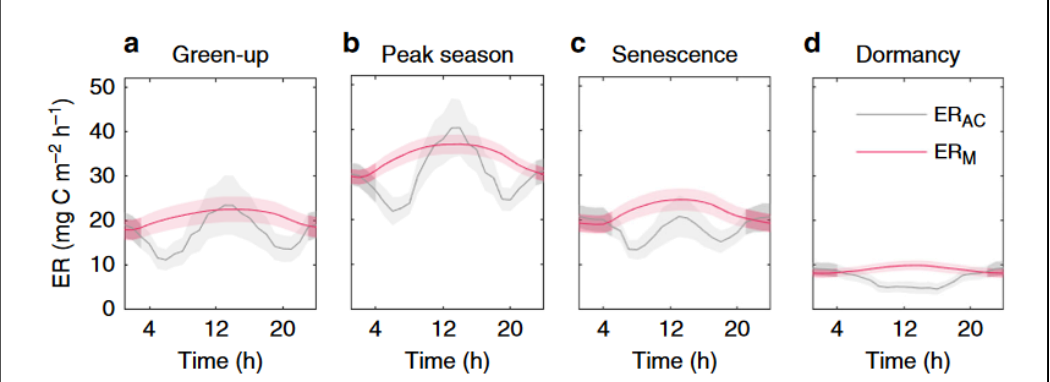 a Green-up
b Peak season
c Senescence
d Dormancy
ER (mg C m⁻² h⁻¹)
50
40
30
20
10
0
ER_AC
ER_M
4 12 20
4 12 20
4 12 20
4 12 20
Time (h)
Time (h)
Time (h)
Time (h)